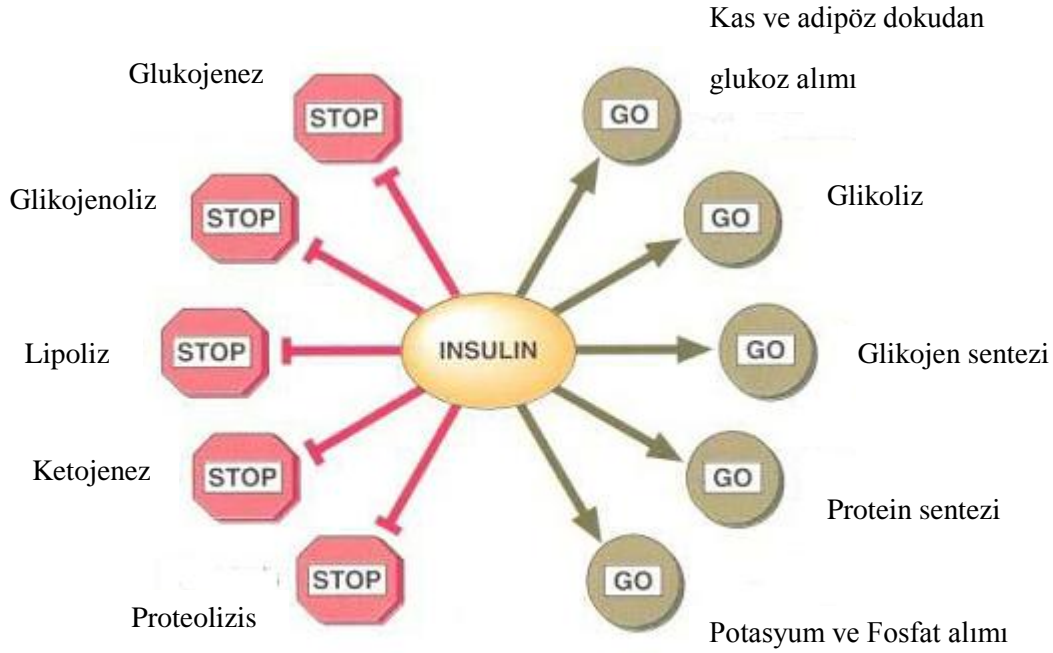 Kas ve adipöz dokudan
glukoz alımı
Glukojenez
STOP
GO
Glikojenoliz
STOP
GO
Glikoliz
Lipoliz
STOP
INSULIN
GO
Glikojen sentezi
Ketojenez
STOP
GO
Protein sentezi
STOP
GO
Proteolizis
Potasyum ve Fosfat alımı